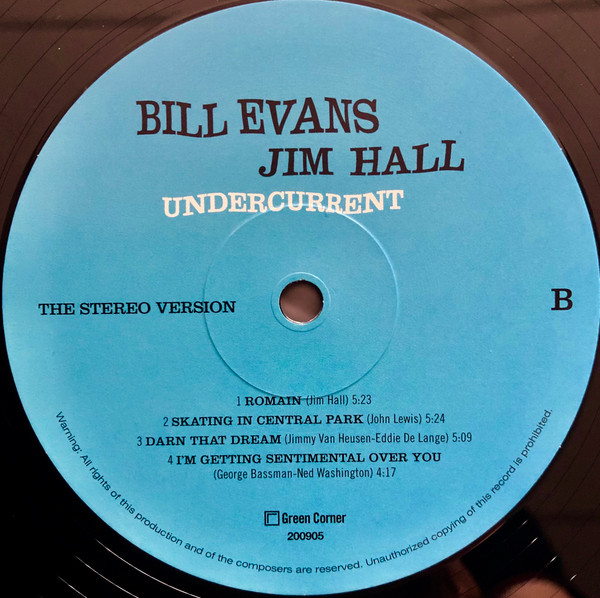 BILL EVANS
JIM HALL
UNDERCURRENT
THE STEREO VERSION
B
1 ROMAIN (Jim Hall) 5:23
2 SKATING IN CENTRAL PARK (John Lewis) 5:24
3 DARN THAT DREAM (Jimmy Van Heusen-Eddie De Lange) 5:09
4 I'M GETTING SENTIMENTAL OVER YOU
(George Bassman-Ned Washington) 4:17
Green Corner
200905
Warning: All rights of this production and of the composers are reserved. Unauthorized copying of this record is prohibited.